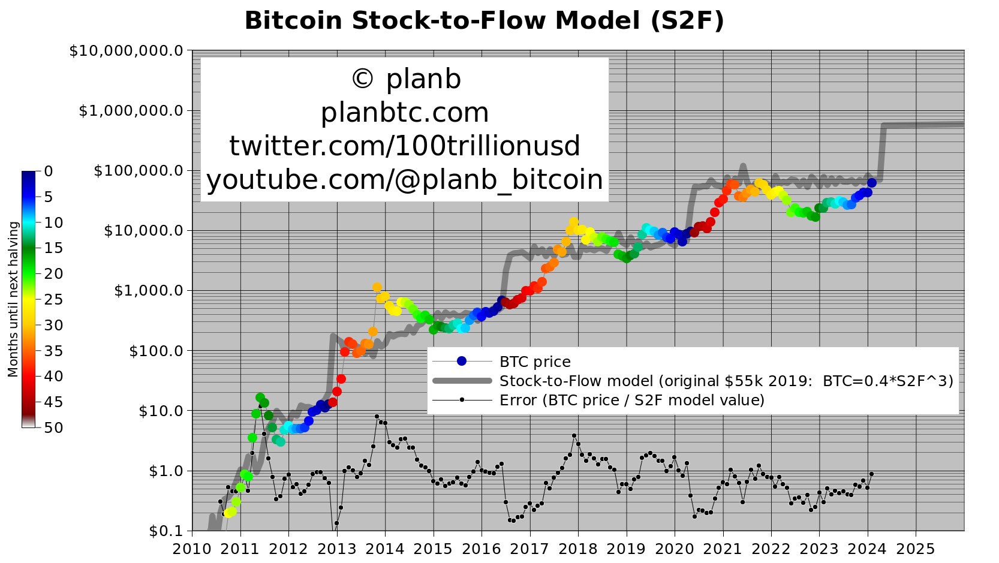 Bitcoin Stock-to-Flow Model (S2F)
$10,000,000.0
$1,000,000.0
$100,000.0
$10,000.0
$1,000.0
$100.0
$10.0
$1.0
$0.1
© planb
planbtc.com
twitter.com/100trillionusd
youtube.com/@planb_bitcoin
Months until next halving
0
5
10
15
20
25
30
35
40
45
50
BTC price
Stock-to-Flow model (original $55k 2019:  BTC=0.4*S2F^3)
Error (BTC price / S2F model value)
2010 2011 2012 2013 2014 2015 2016 2017 2018 2019 2020 2021 2022 2023 2024 2025